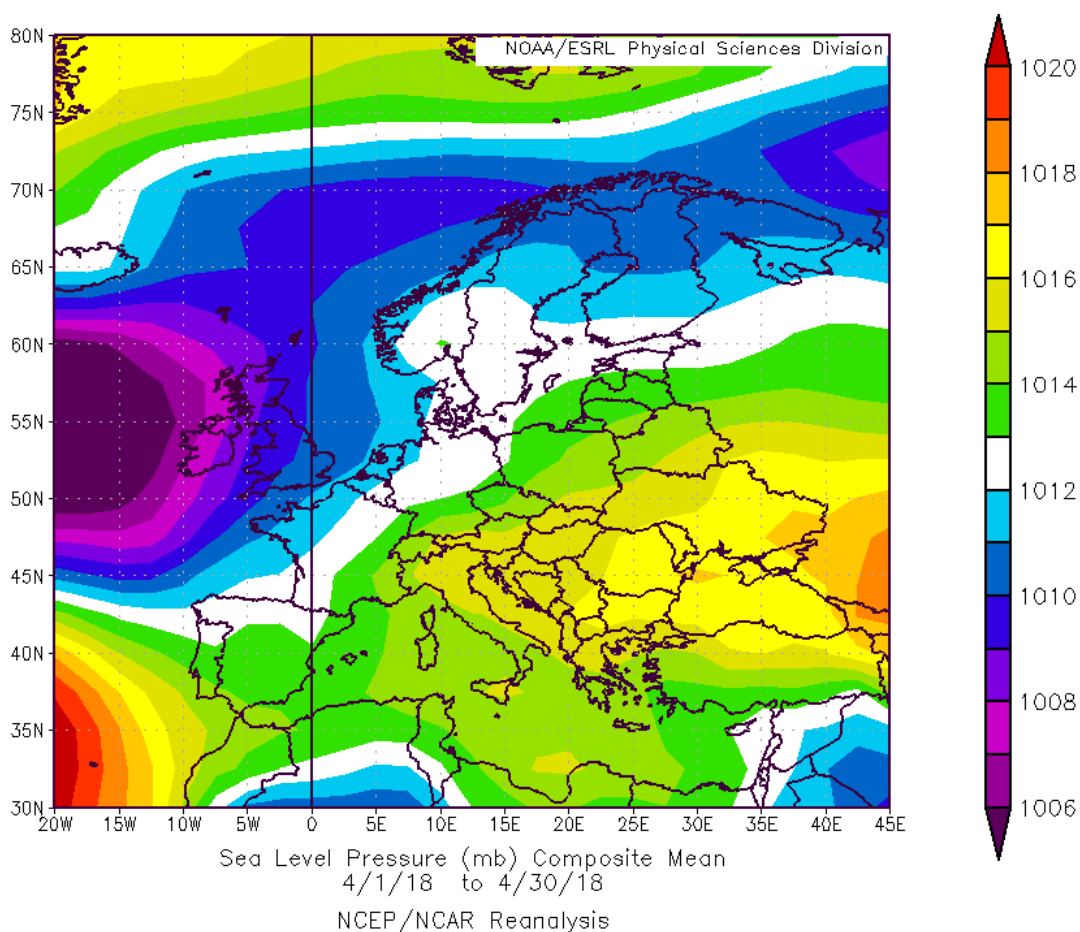 NOAA/ESRL Physical Sciences Division
80N
75N
70N
65N
60N
55N
50N
45N
40N
35N
30N
20W 15W 10W 5W 0 5E 10E 15E 20E 25E 30E 35E 40E 45E
1020
1018
1016
1014
1012
1010
1008
1006
Sea Level Pressure (mb) Composite Mean
4/1/18 to 4/30/18
NCEP/NCAR Reanalysis